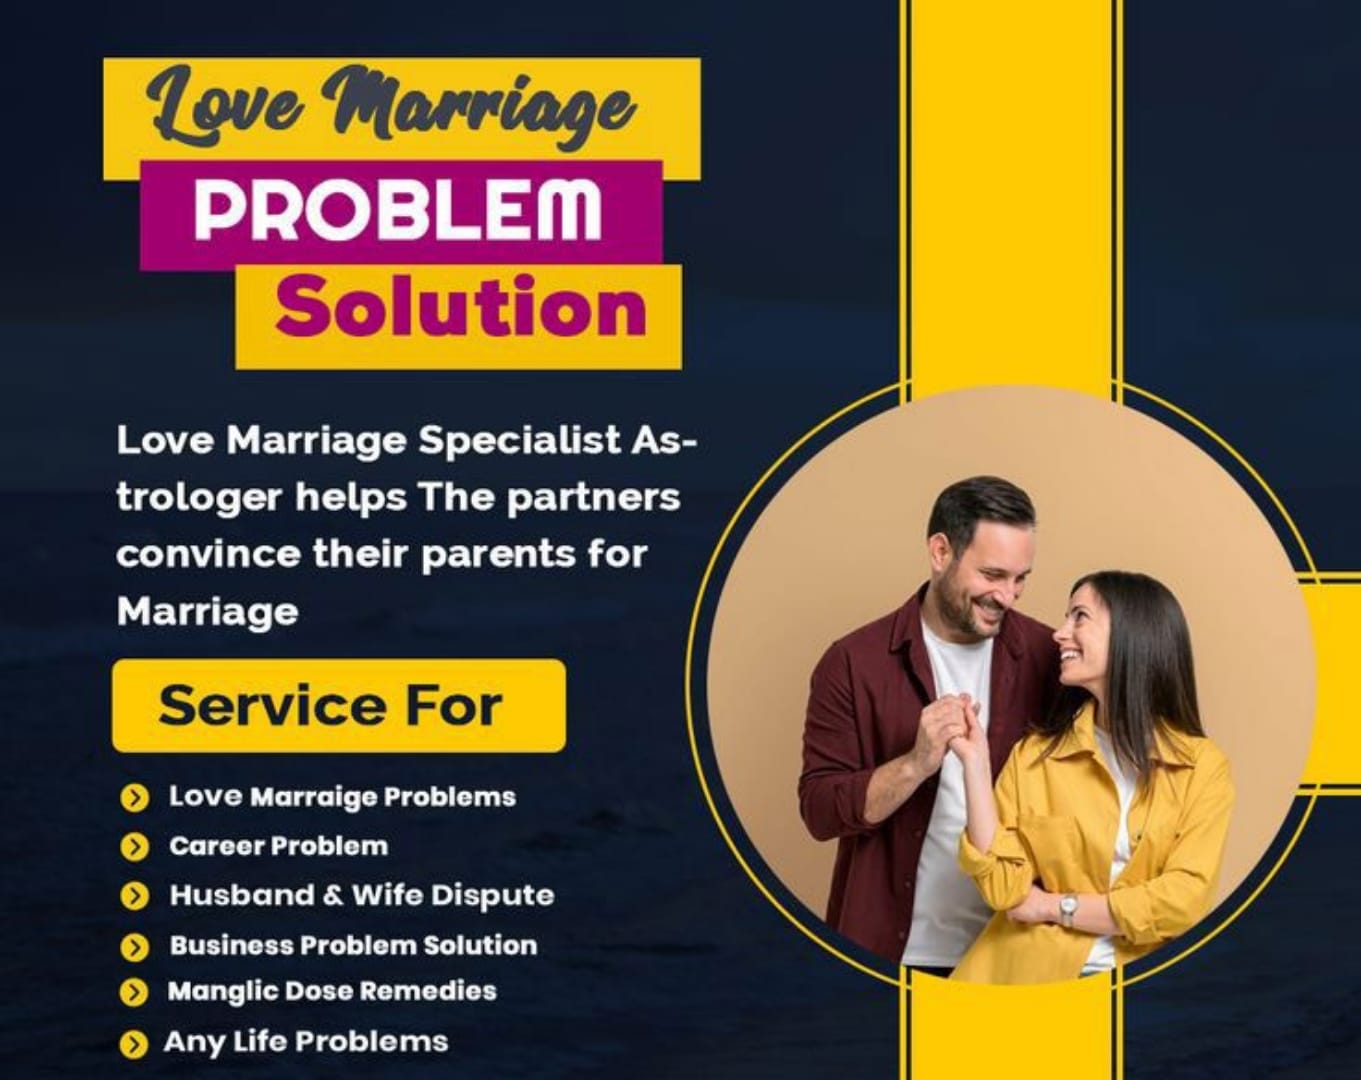 Love Marriage
PROBLEM
Solution
Love Marriage Specialist As-
trologer helps The partners
convince their parents for
Marriage
Service For
Love Marraige Problems
Career Problem
Husband & Wife Dispute
Business Problem Solution
Manglic Dose Remedies
Any Life Problems